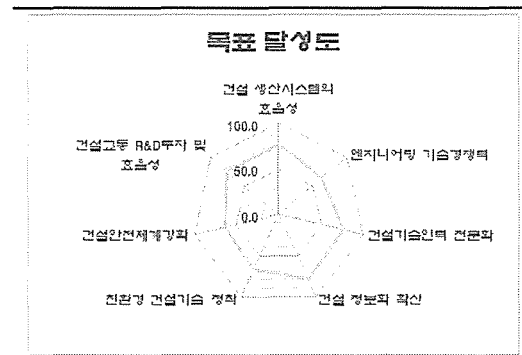 목표 달성도
건설 생산시스템의
효율성
100.0
건설교통 R&D투자 및
효율성
엔지니어링 기술경쟁력
50.0
0.0
건설안전체계강화
건설기술인력 전문화
친환경 건설기술 정착
건설 정보화 확산